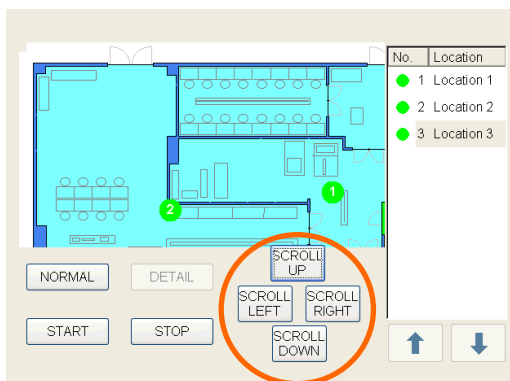 No. Location
1 Location 1
2 Location 2
3 Location 3
1
2
NORMAL
DETAIL
START
STOP
SCROLL
UP
SCROLL
LEFT
SCROLL
RIGHT
SCROLL
DOWN